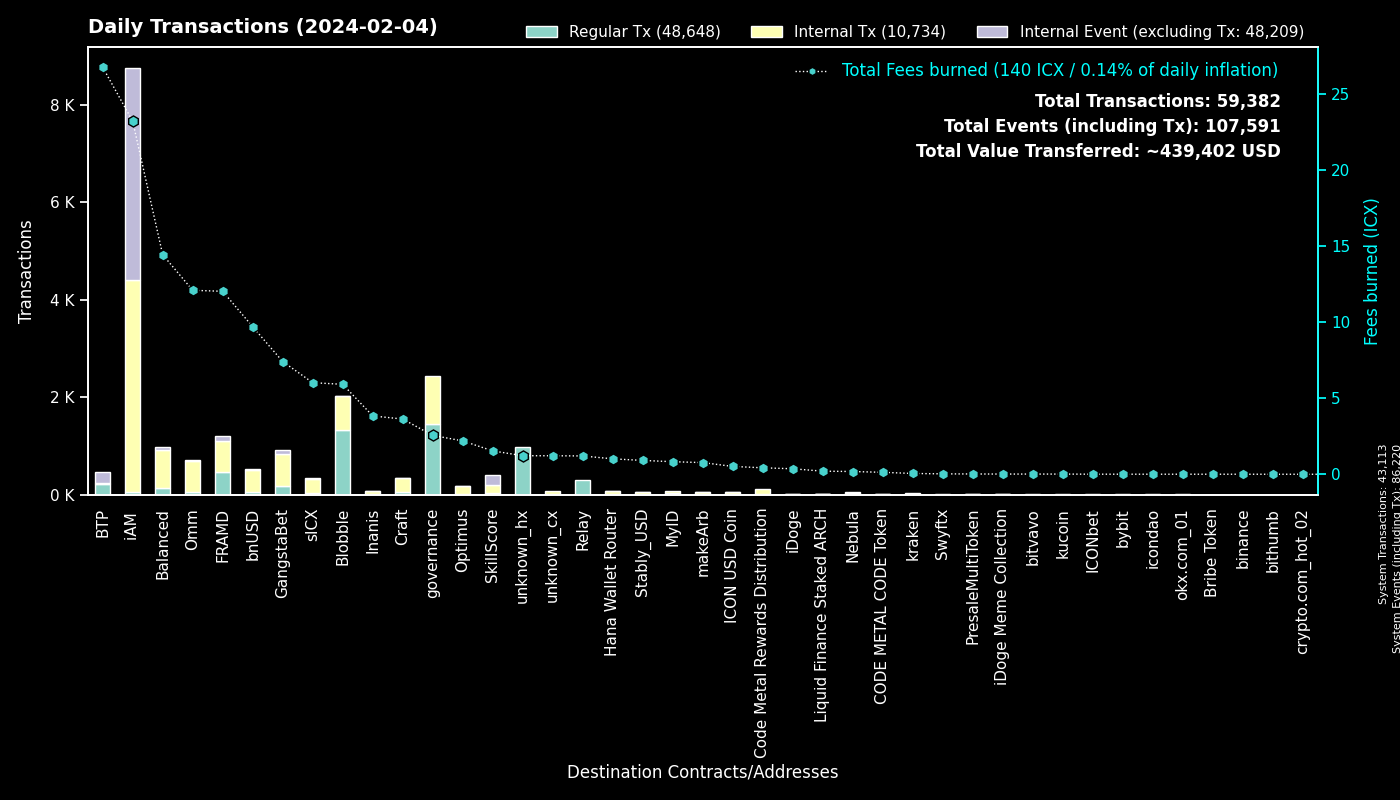 Daily Transactions (2024-02-04)
Regular Tx (48,648)
Internal Tx (10,734)
Internal Event (excluding Tx: 48,209)
Total Fees burned (140 ICX / 0.14% of daily inflation)
Total Transactions: 59,382
Total Events (including Tx): 107,591
Total Value Transferred: ~439,402 USD
Transactions
8 K
6 K
4 K
2 K
0 K
Fees burned (ICX)
25
20
15
10
5
0
BTP
iAM
Balanced
Omm
FRAMD
bnUSD
GangstaBet
sICX
Blobble
Inanis
Craft
governance
Optimus
SkillScore
unknown_hx
unknown_cx
Relay
Hana Wallet Router
Stably_USD
MyID
makeArb
ICON USD Coin
Code Metal Rewards Distribution
iDoge
Liquid Finance Staked ARCH
Nebula
CODE METAL CODE Token
kraken
Swyftx
PresaleMultiToken
iDoge Meme Collection
bitvavo
kucoin
ICONbet
bybit
icondao
okx.com_01
Bribe Token
binance
bithumb
crypto.com_hot_02
Destination Contracts/Addresses
System Transactions: 43,113
System Events (including Tx): 86,220